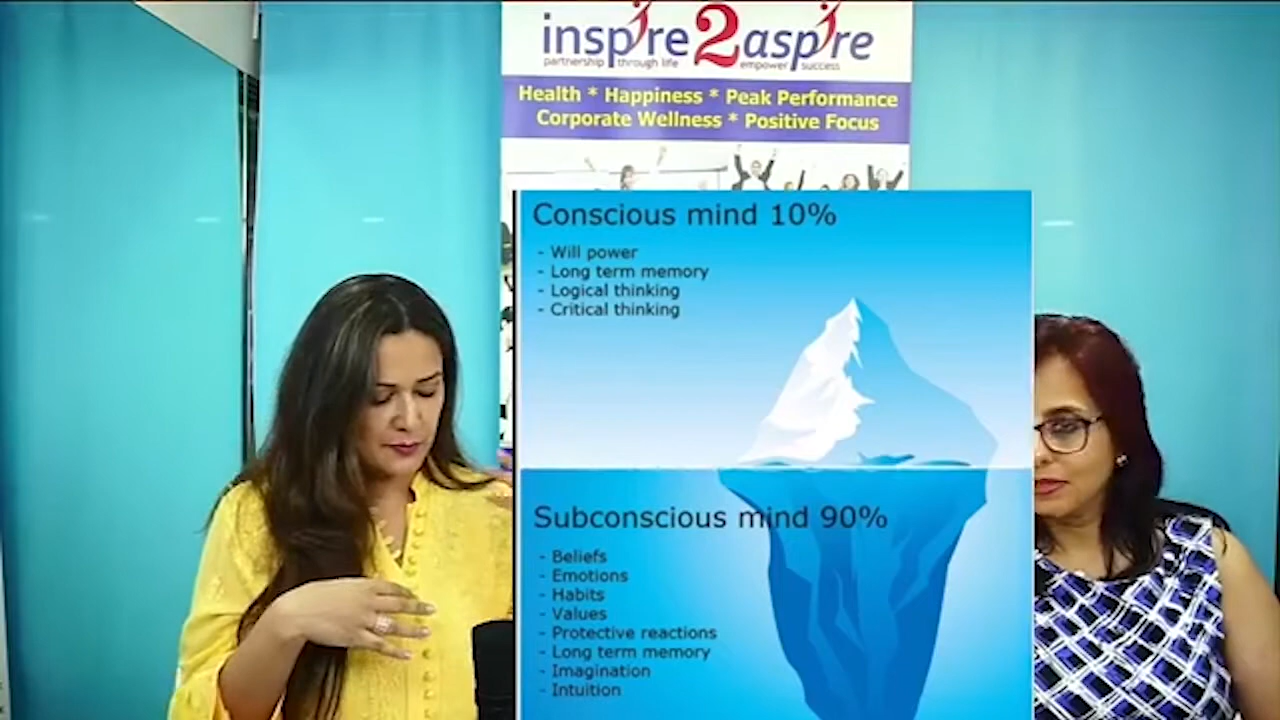 inspire2aspire
partnership through life empower success
Health * Happiness * Peak Performance
Corporate Wellness * Positive Focus
Conscious mind 10%
- Will power
- Long term memory
- Logical thinking
- Critical thinking
Subconscious mind 90%
- Beliefs
- Emotions
- Habits
- Values
- Protective reactions
- Long term memory
- Imagination
- Intuition